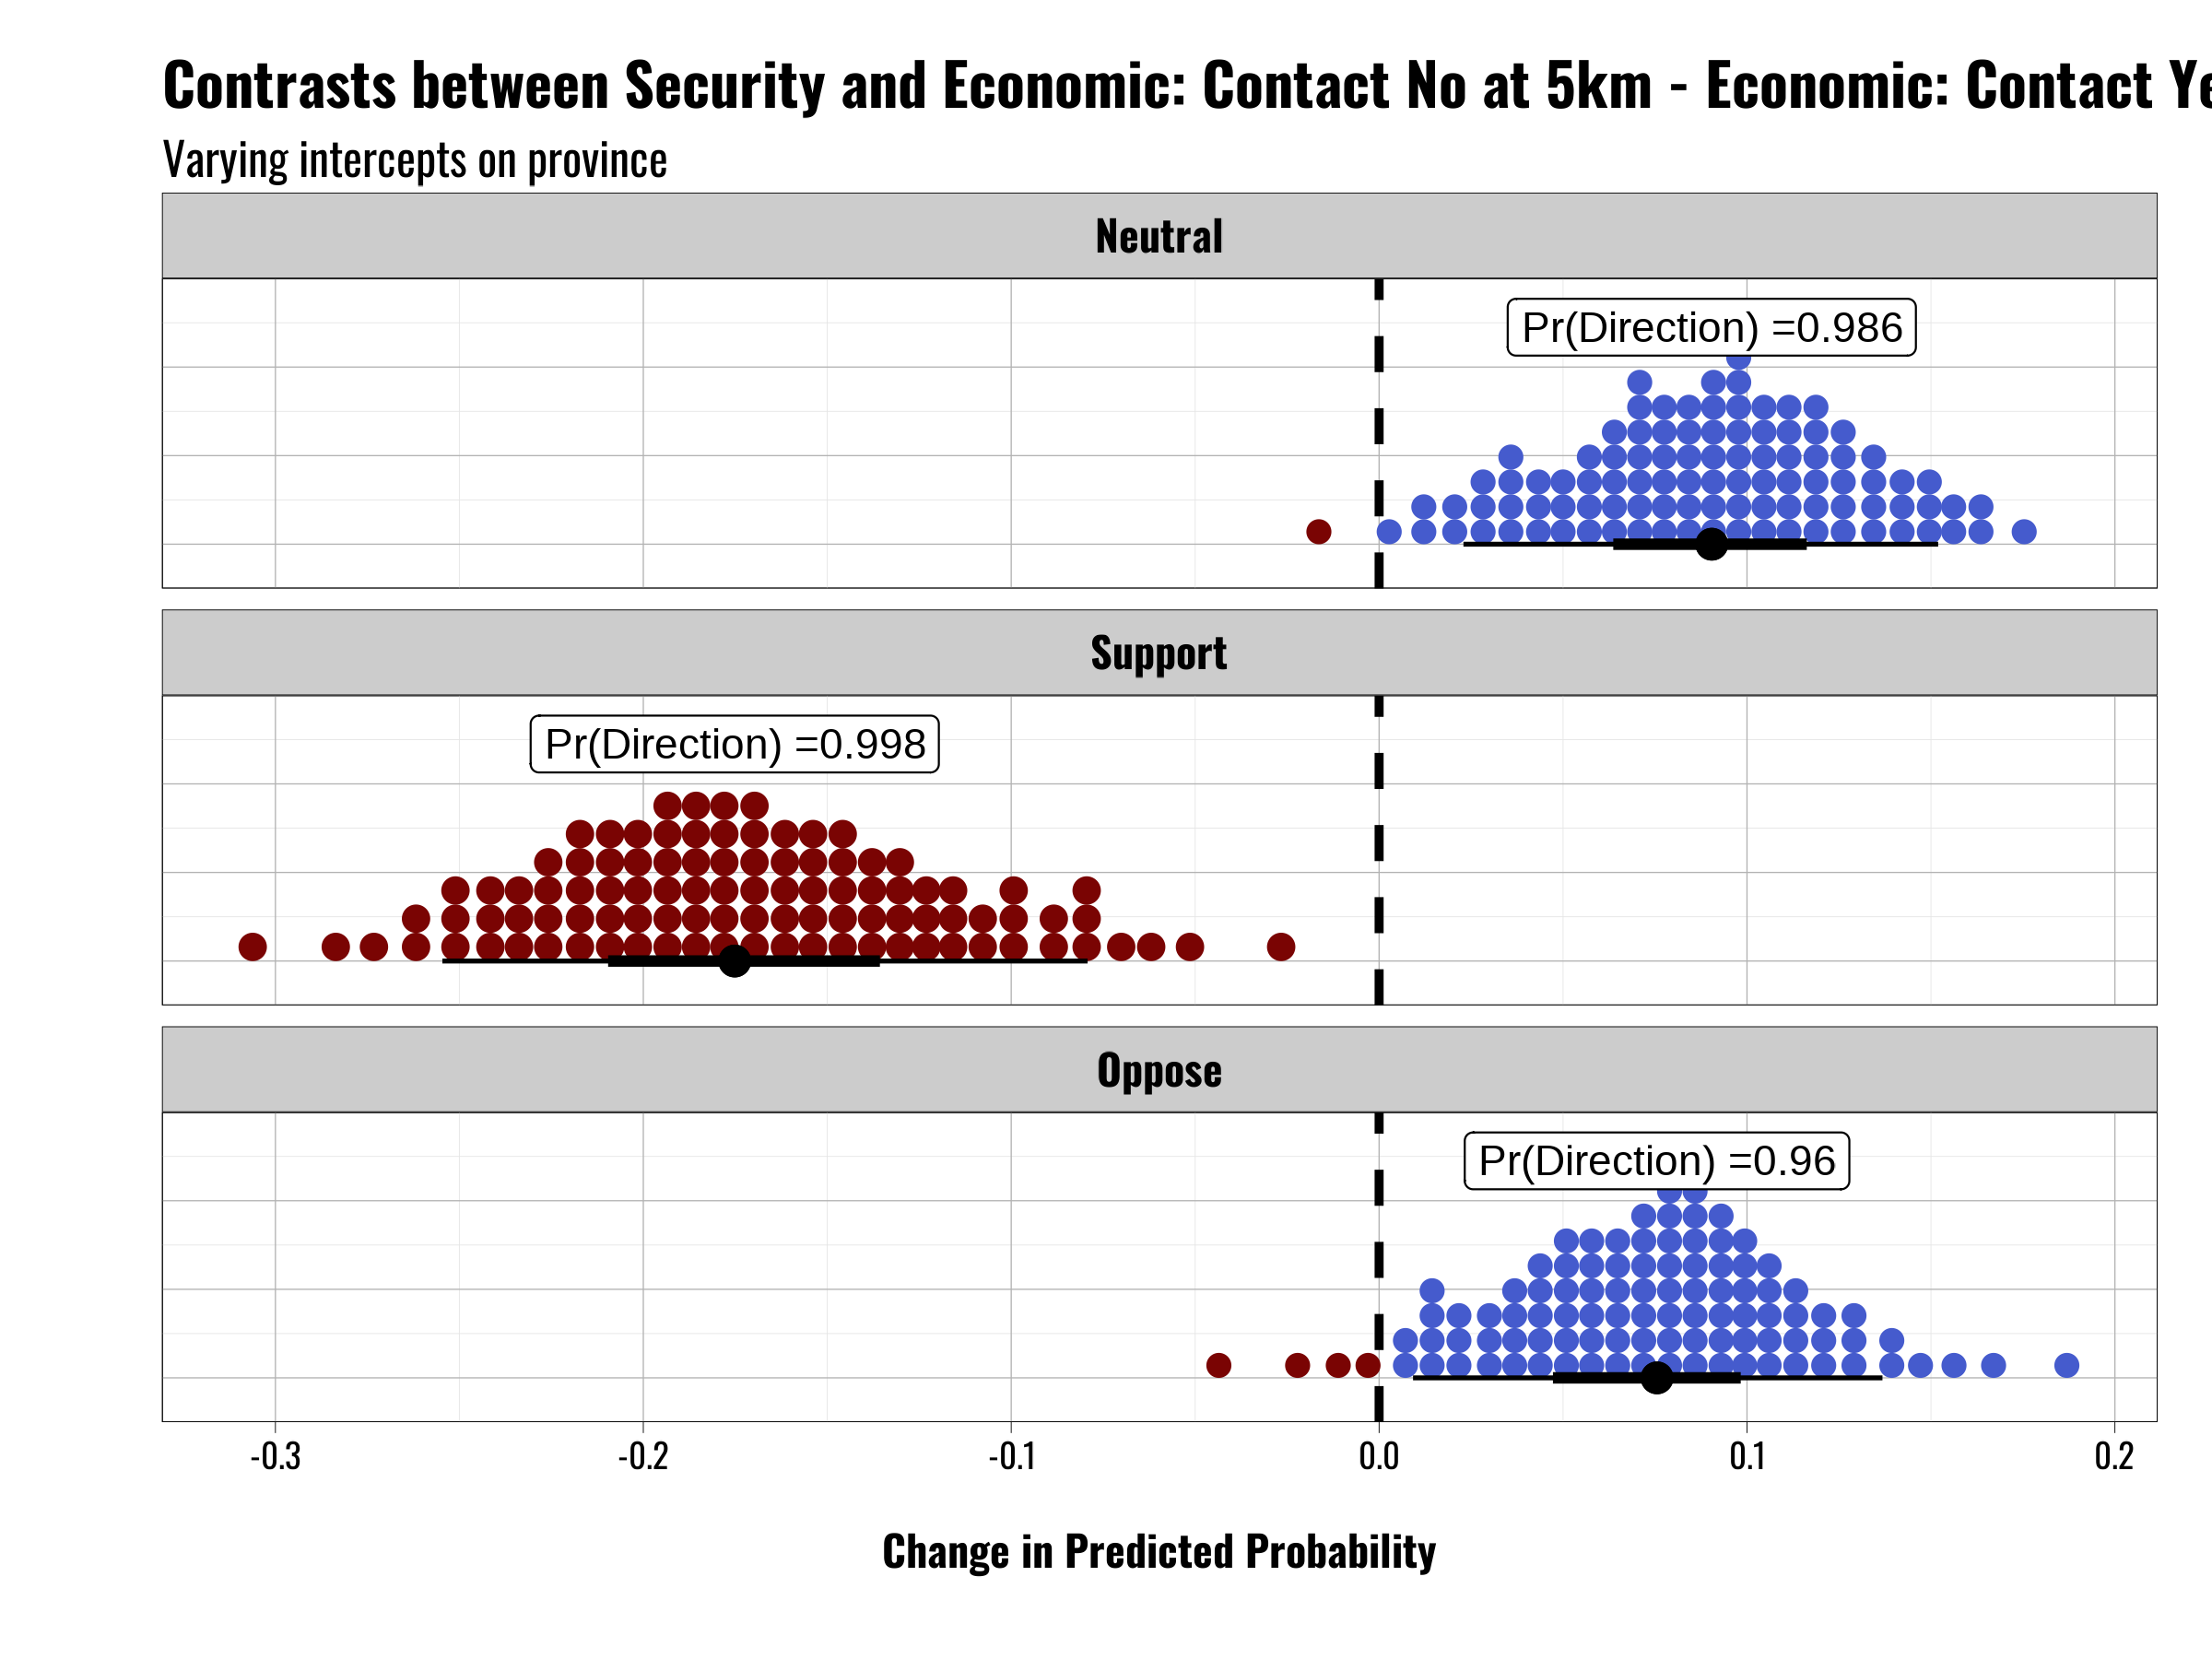 Contrasts between Security and Economic: Contact No at 5km - Economic: Contact
Varying intercepts on province
Neutral
Pr(Direction) =0.986
Support
Pr(Direction) =0.998
Oppose
Pr(Direction) =0.96
-0.3 -0.2 -0.1 0.0 0.1 0.2
Change in Predicted Probability